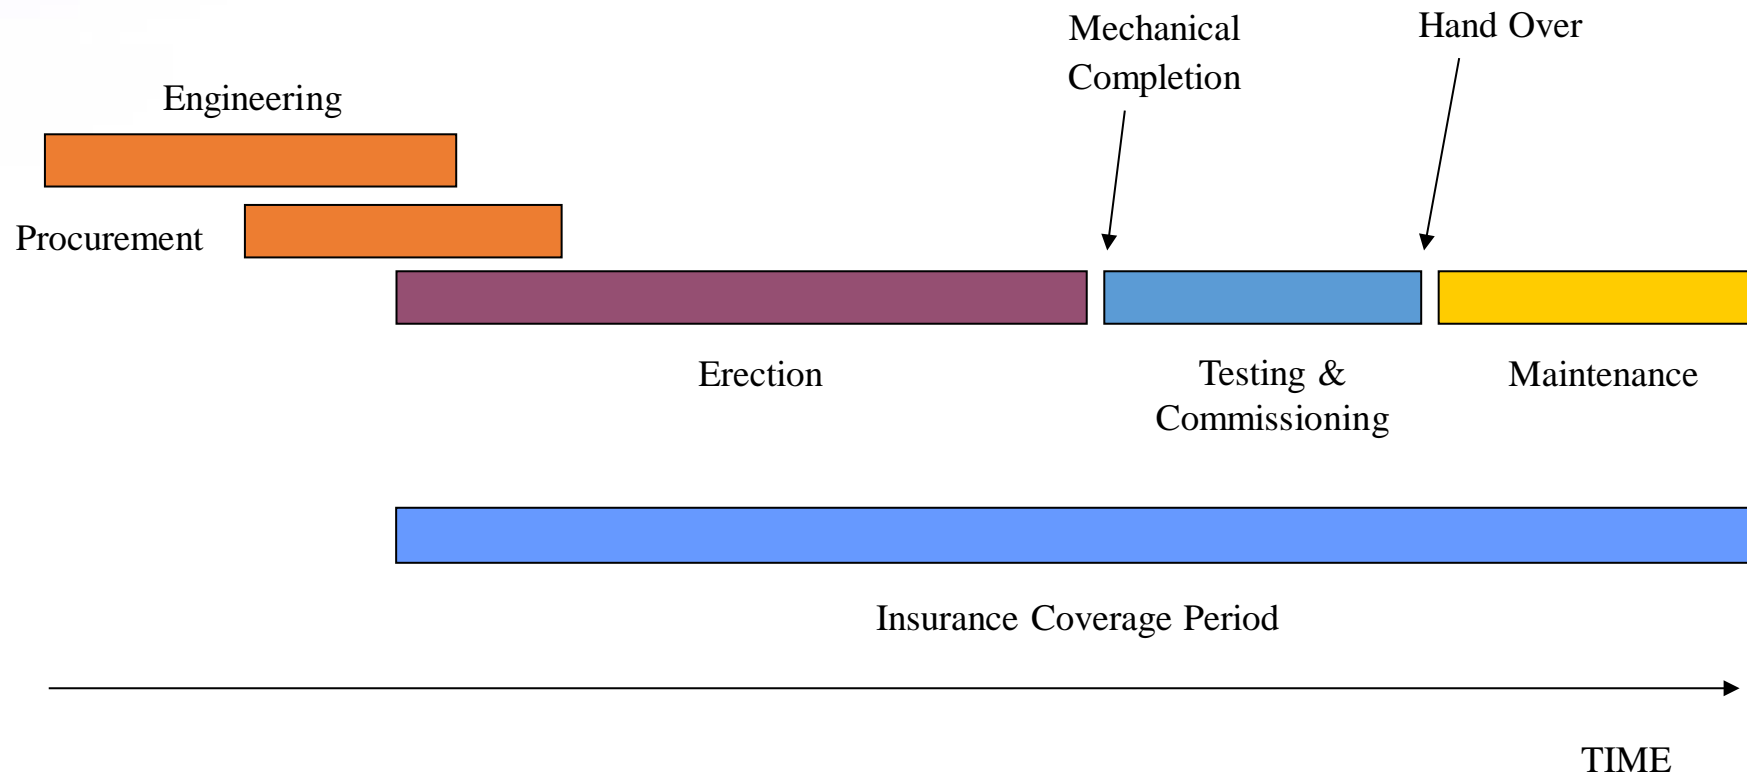 Mechanical
Completion
Hand Over
Engineering
Procurement
Erection
Testing &
Commissioning
Maintenance
Insurance Coverage Period
TIME